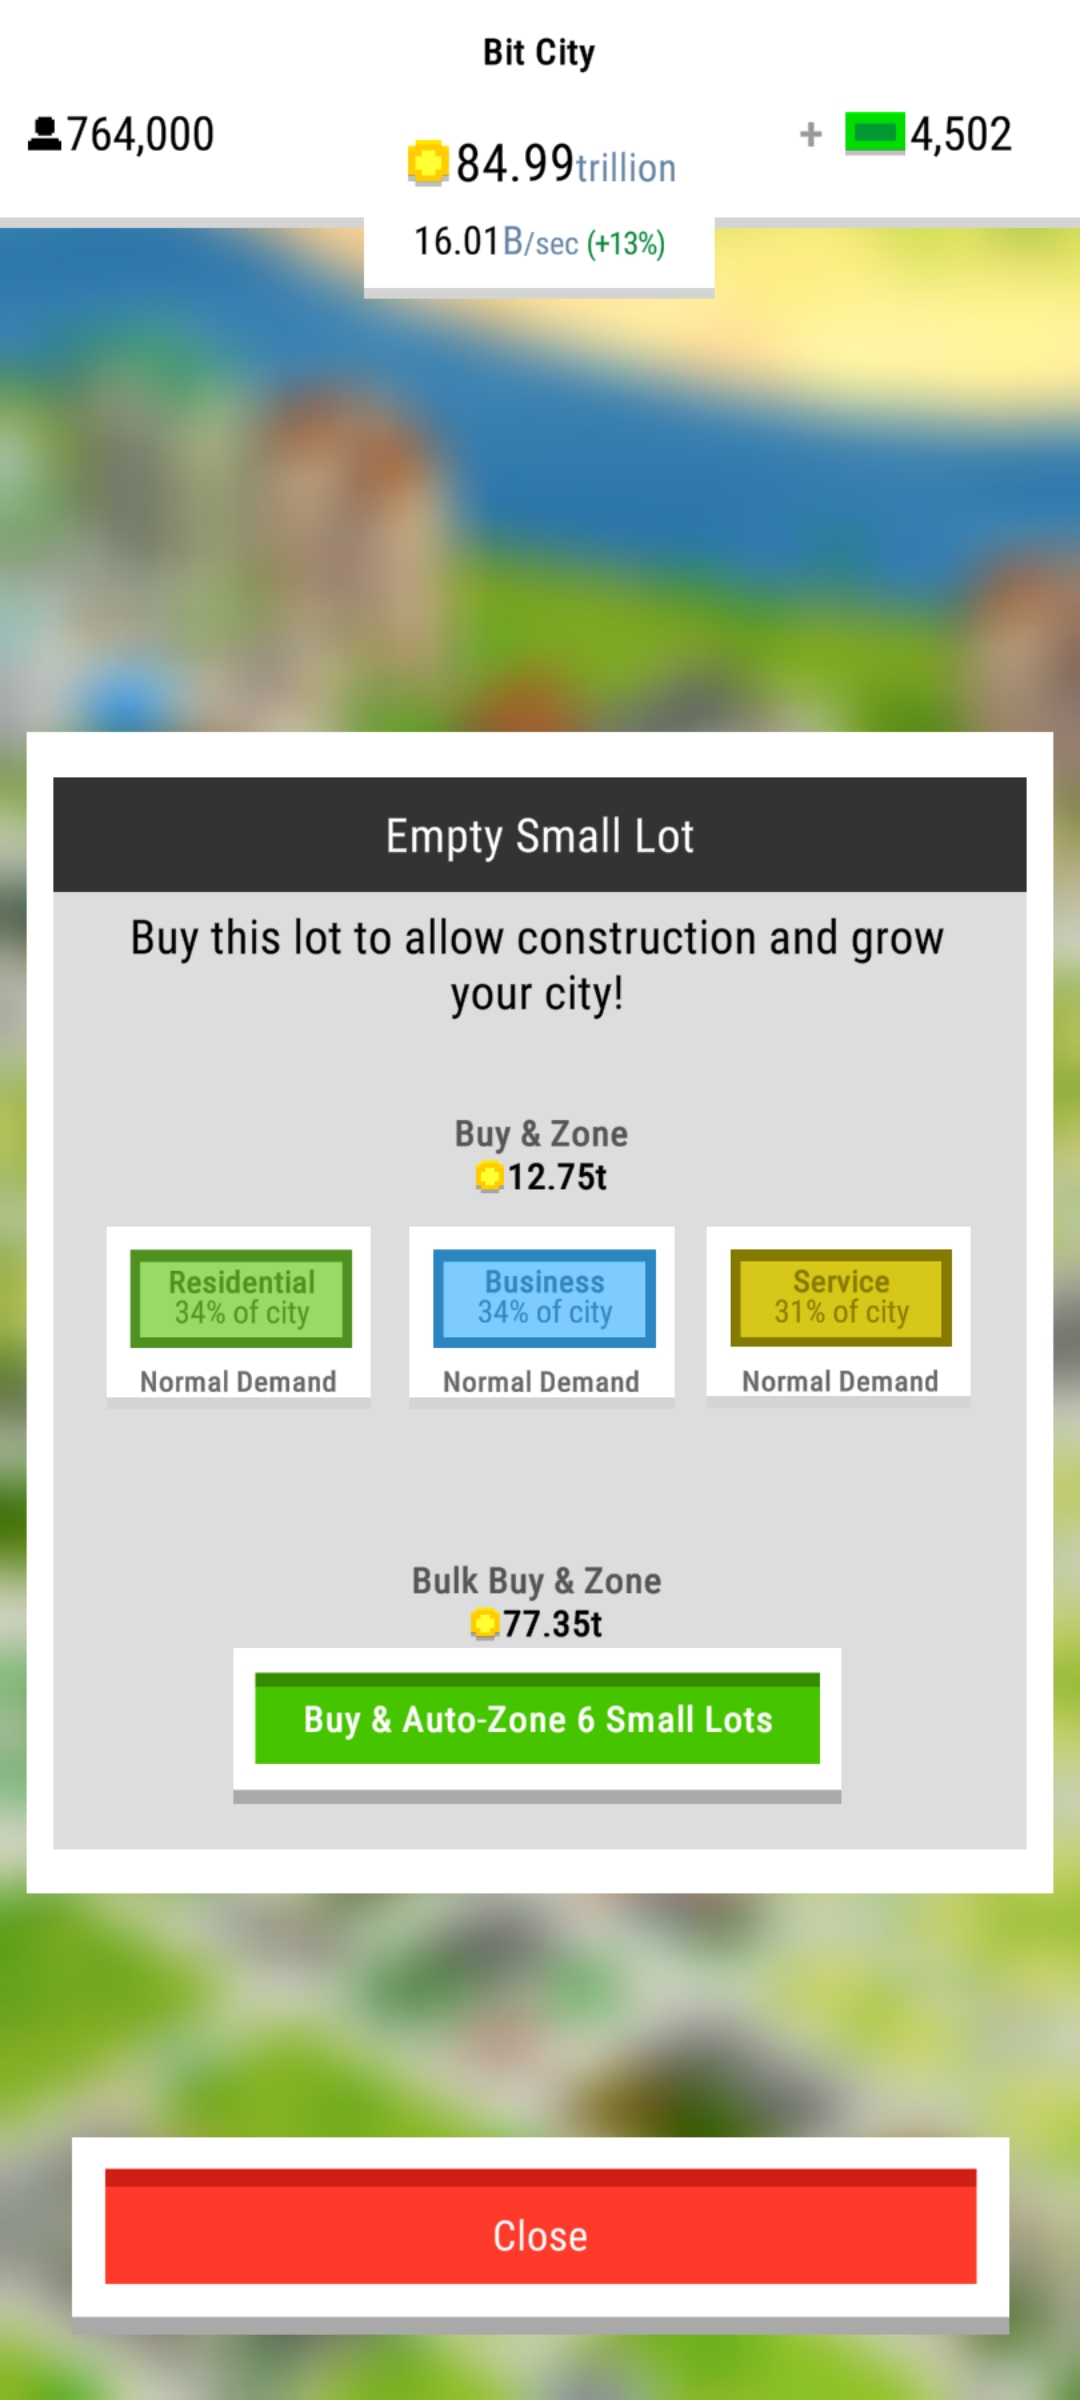 Bit City
764,000
84.99trillion
+ 4,502
16.01B/sec (+13%)
Empty Small Lot
Buy this lot to allow construction and grow
your city!
Buy & Zone
12.75t
Residential
34% of city
Normal Demand
Business
34% of city
Normal Demand
Service
31% of city
Normal Demand
Bulk Buy & Zone
77.35t
Buy & Auto-Zone 6 Small Lots
Close